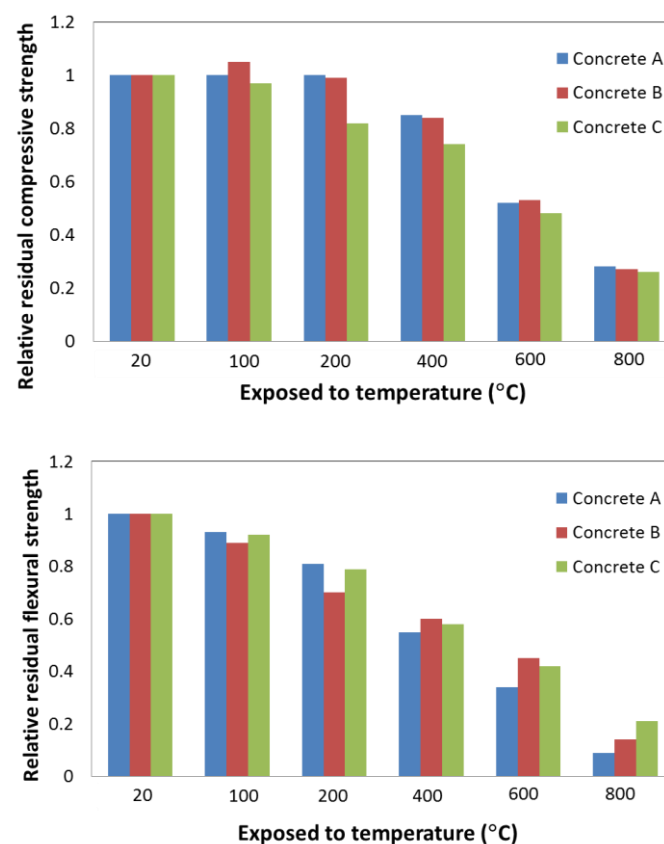 Relative residual compressive strength
1.2
1
0.8
0.6
0.4
0.2
0
Concrete A
Concrete B
Concrete C
20 100 200 400 600 800
Exposed to temperature (°C)
Relative residual flexural strength
1.2
1
0.8
0.6
0.4
0.2
0
Concrete A
Concrete B
Concrete C
20 100 200 400 600 800
Exposed to temperature (°C)